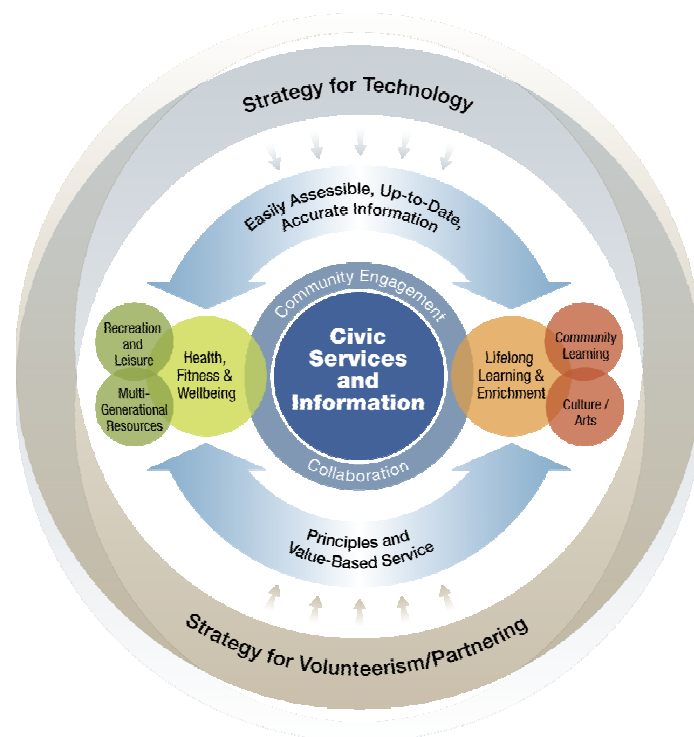 Strategy for Technology
Easily Assessible, Up-to-Date,
Accurate Information
Community Engagement
Civic
Services
and
Information
Collaboration
Recreation
and
Leisure
Multi-
Generational
Resources
Health,
Fitness &
Wellbeing
Lifelong
Learning &
Enrichment
Community
Learning
Culture /
Arts
Principles and
Value-Based Service
Strategy for Volunteerism/Partnering